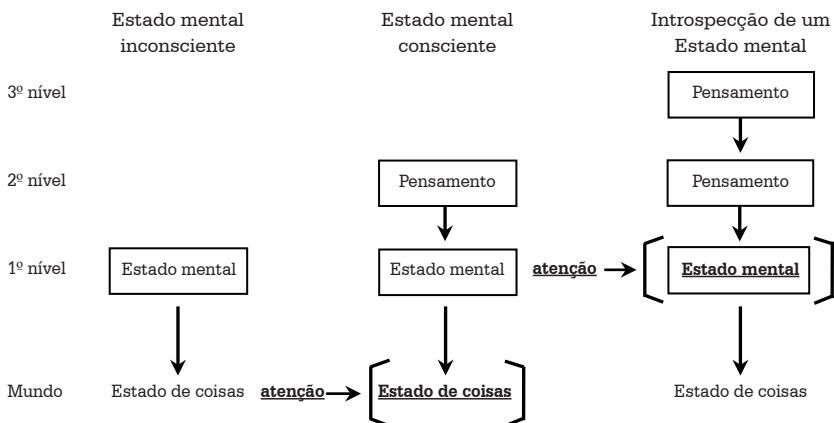 Estado mental
inconsciente
Estado mental
consciente
Introspecção de um
Estado mental
3º nível
Pensamento
2º nível
Pensamento
Pensamento
1º nível
Estado mental
Estado mental
atenção
Estado mental
Mundo
Estado de coisas
atenção
Estado de coisas
Estado de coisas